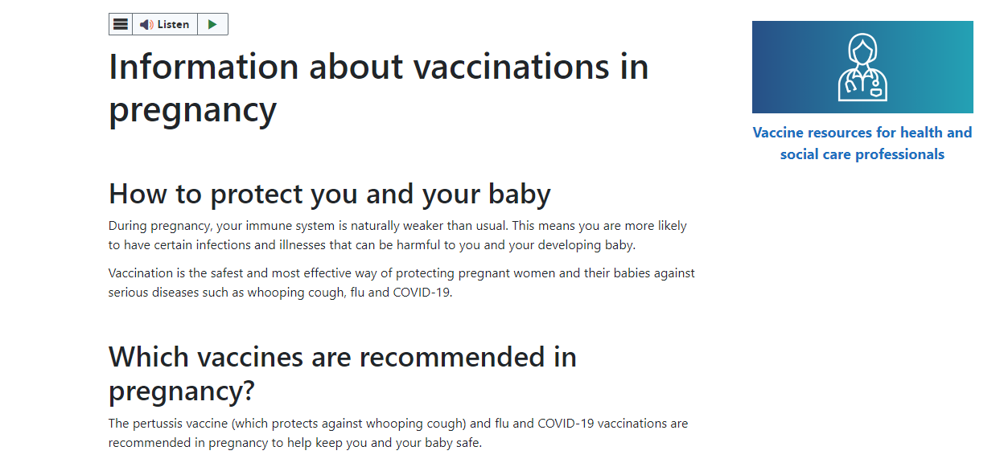 Listen
Information about vaccinations in
pregnancy
How to protect you and your baby
During pregnancy, your immune system is naturally weaker than usual. This means you are more likely
to have certain infections and illnesses that can be harmful to you and your developing baby.
Vaccination is the safest and most effective way of protecting pregnant women and their babies against
serious diseases such as whooping cough, flu and COVID-19.
Which vaccines are recommended in
pregnancy?
The pertussis vaccine (which protects against whooping cough) and flu and COVID-19 vaccinations are
recommended in pregnancy to help keep you and your baby safe.
Vaccine resources for health and
social care professionals